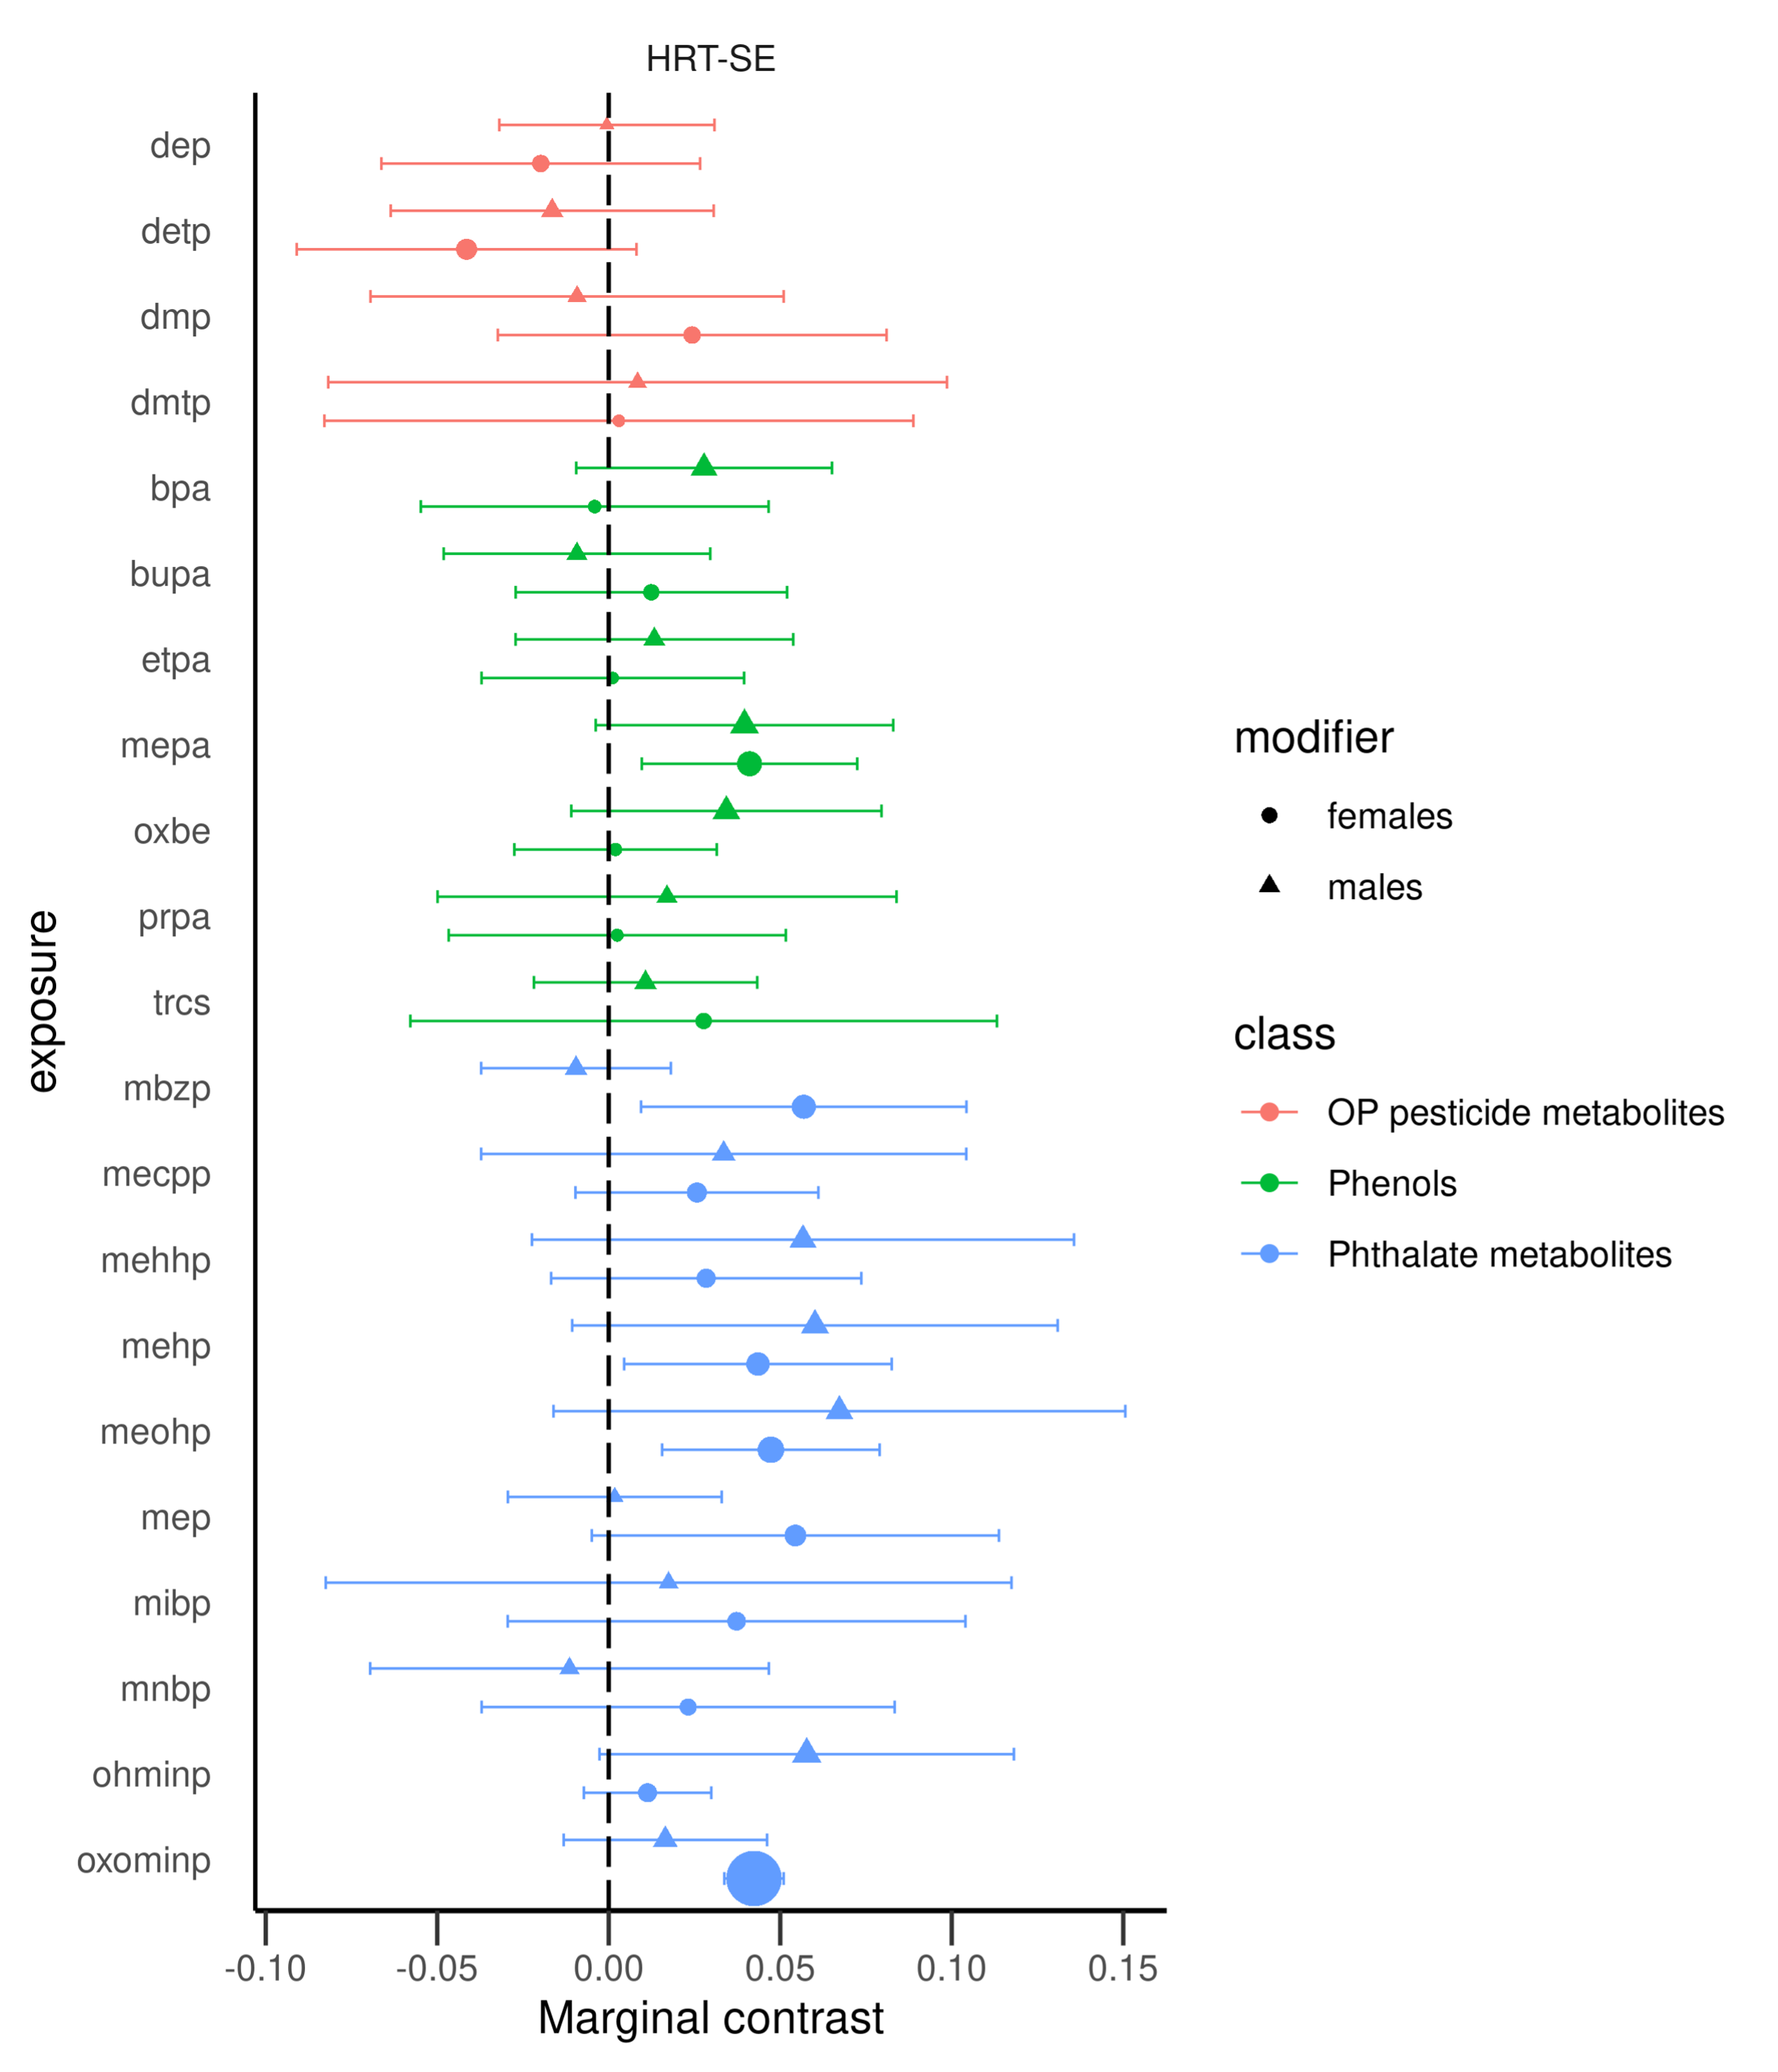 HRT-SE
dep
detp
dmp
dmtp
bpa
bupa
etpa
mepa
oxbe
prpa
trcs
mbzp
mecpp
mehhp
mehp
meohp
mep
mibp
mnbp
ohminp
oxominp
exposure
-0.10 -0.05 0.00 0.05 0.10 0.15
Marginal contrast
modifier
females
males
class
OP pesticide metabolites
Phenols
Phthalate metabolites